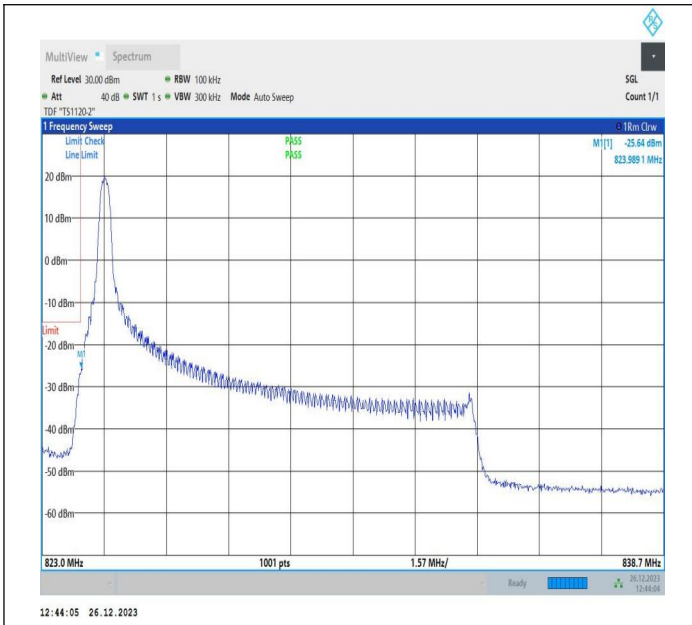 R S
MultiView Spectrum
Ref Level 30.00 dBm RBW 100 kHz SGL
Att 40 dB SWT 1 s VBW 300 kHz Mode Auto Sweep Count 1/1
TDF "TS1120-2"
1 Frequency Sweep 1Rm Clrw
Limit Check PASS M1[1] -25.64 dBm
Line Limit PASS 823.989 1 MHz
20 dBm
10 dBm
0 dBm
-10 dBm
Limit
-20 dBm
M1
-30 dBm
-40 dBm
-50 dBm
-60 dBm
823.0 MHz 1001 pts 1.57 MHz/ 838.7 MHz
Ready 26.12.2023
12:44:04
12:44:05 26.12.2023